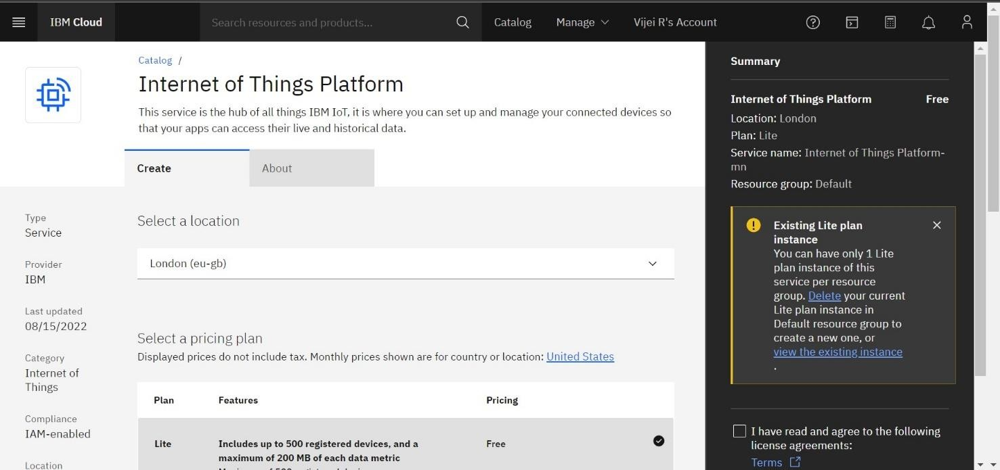 IBM Cloud
Search resources and products...
Catalog
Manage
Vijei R's Account
Catalog /
Internet of Things Platform
This service is the hub of all things IBM IoT, it is where you can set up and manage your connected devices so
that your apps can access their live and historical data.
Create
About
Type
Service
Provider
IBM
Last updated
08/15/2022
Category
Internet of
Things
Compliance
IAM-enabled
Location
Select a location
London (eu-gb)
Select a pricing plan
Displayed prices do not include tax. Monthly prices shown are for country or location: United States
Plan Features Pricing
Lite Includes up to 500 registered devices, and a Free
maximum of 200 MB of each data metric
Summary
Internet of Things Platform Free
Location: London
Plan: Lite
Service name: Internet of Things Platform-
mn
Resource group: Default
Existing Lite plan
instance
You can have only 1 Lite
plan instance of this
service per resource
group. Delete your current
Lite plan instance in
Default resource group to
create a new one, or
view the existing instance
.
I have read and agree to the following
license agreements:
Terms